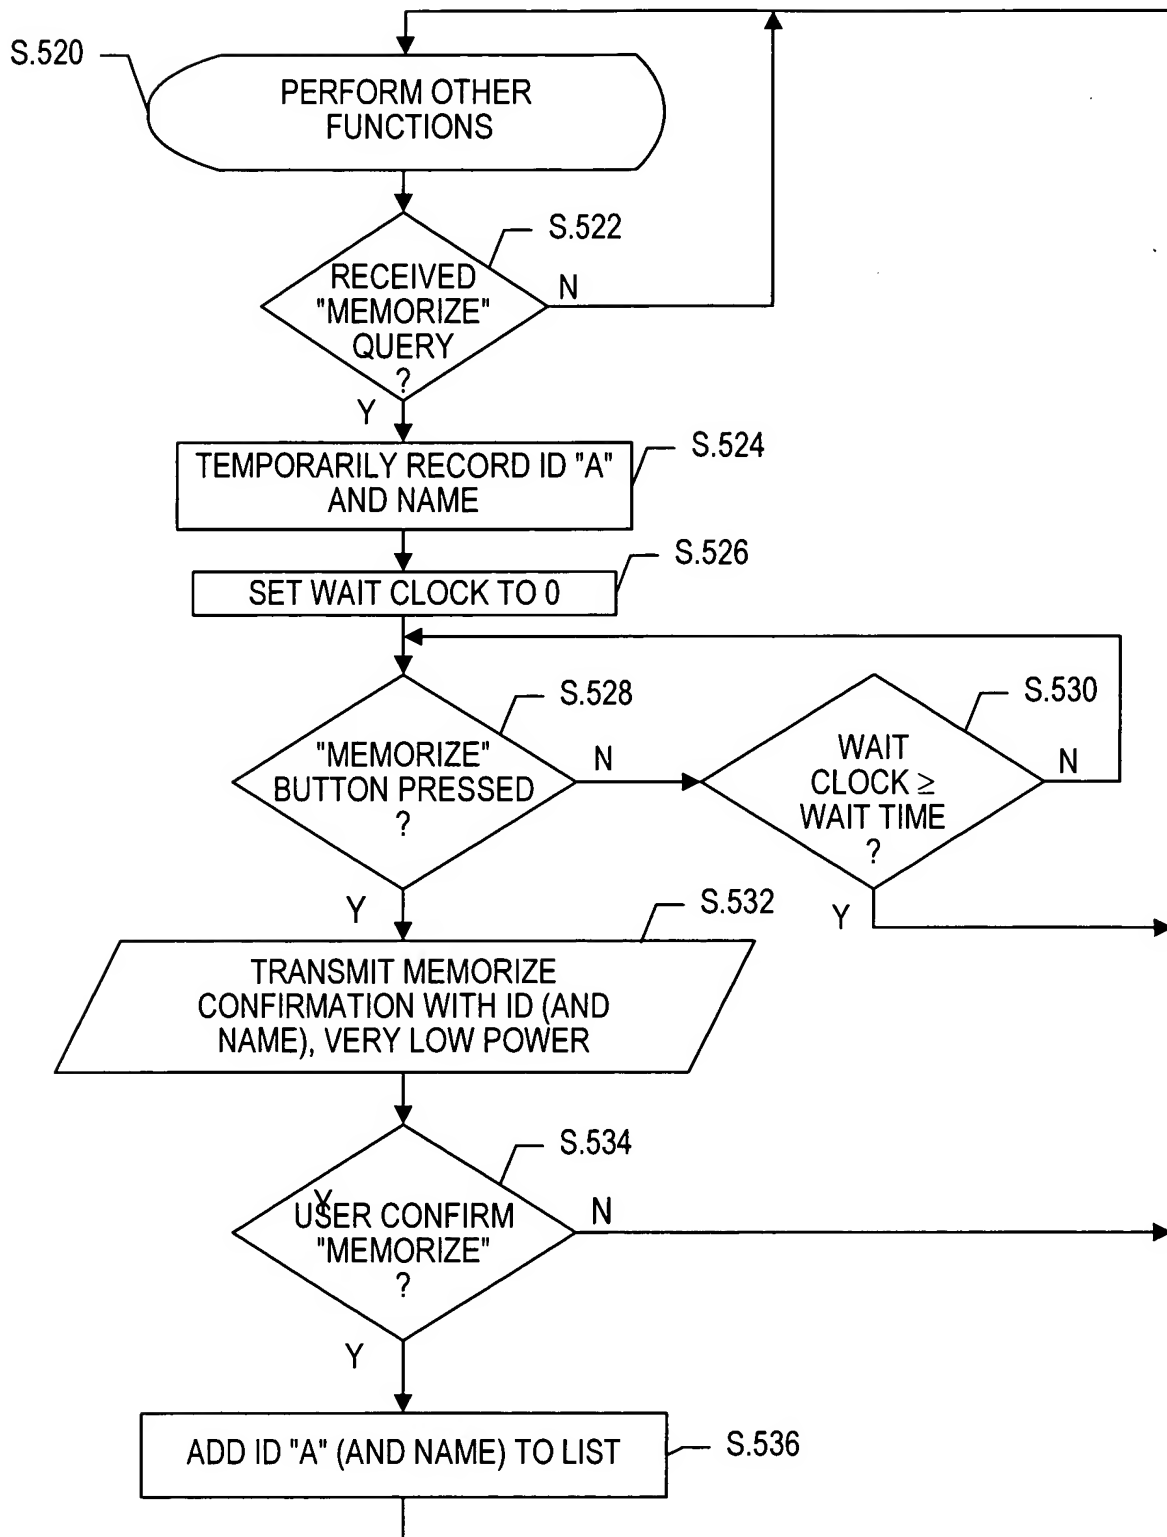 S.520
PERFORM OTHER
FUNCTIONS
S.522
RECEIVED
"MEMORIZE"
QUERY
?
N
Y
S.524
TEMPORARILY RECORD ID "A"
AND NAME
S.526
SET WAIT CLOCK TO 0
S.528
"MEMORIZE"
BUTTON PRESSED
?
N
S.530
WAIT
CLOCK ≥
WAIT TIME
?
N
Y
Y
S.532
TRANSMIT MEMORIZE
CONFIRMATION WITH ID (AND
NAME), VERY LOW POWER
S.534
Y
USER CONFIRM
"MEMORIZE"
?
N
Y
ADD ID "A" (AND NAME) TO LIST
S.536